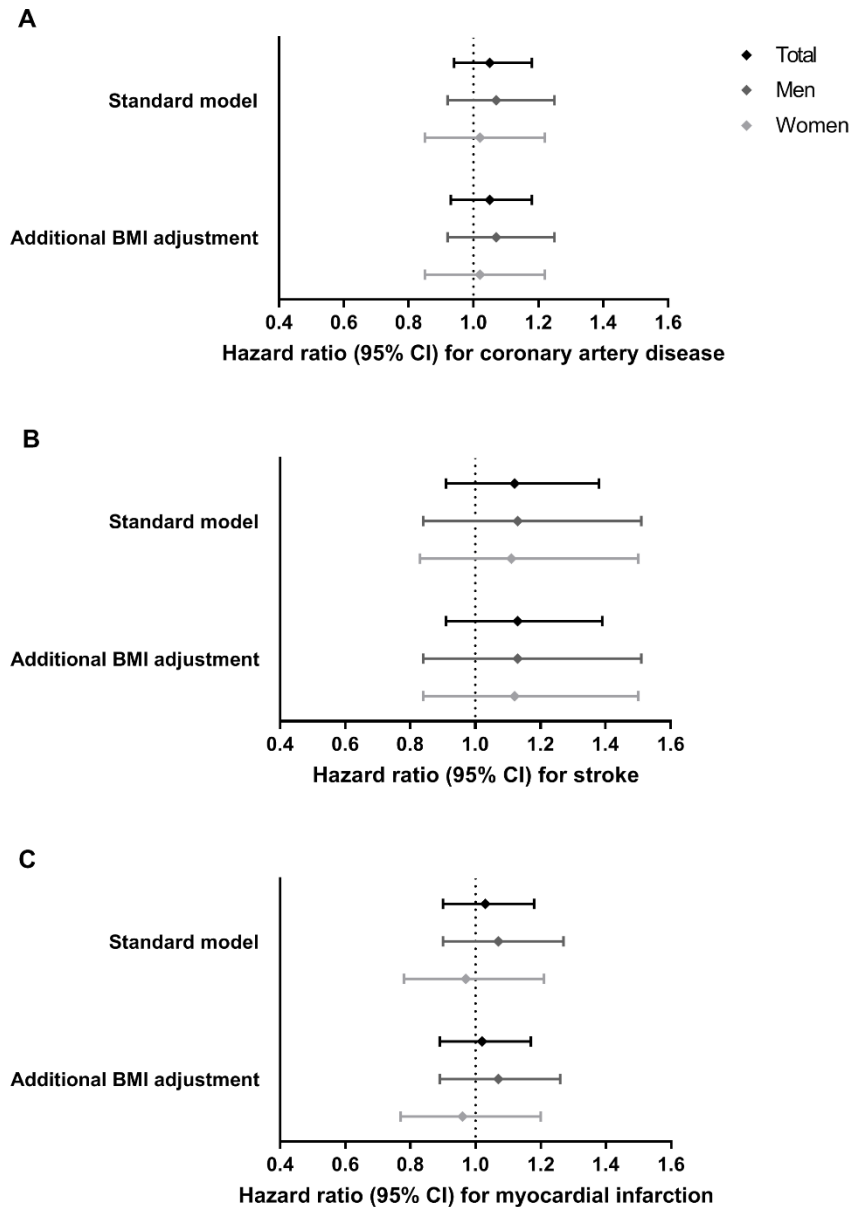 A
Total
Men
Women
Standard model
Additional BMI adjustment
0.4 0.6 0.8 1.0 1.2 1.4 1.6
Hazard ratio (95% CI) for coronary artery disease
B
Standard model
Additional BMI adjustment
0.4 0.6 0.8 1.0 1.2 1.4 1.6
Hazard ratio (95% CI) for stroke
C
Standard model
Additional BMI adjustment
0.4 0.6 0.8 1.0 1.2 1.4 1.6
Hazard ratio (95% CI) for myocardial infarction